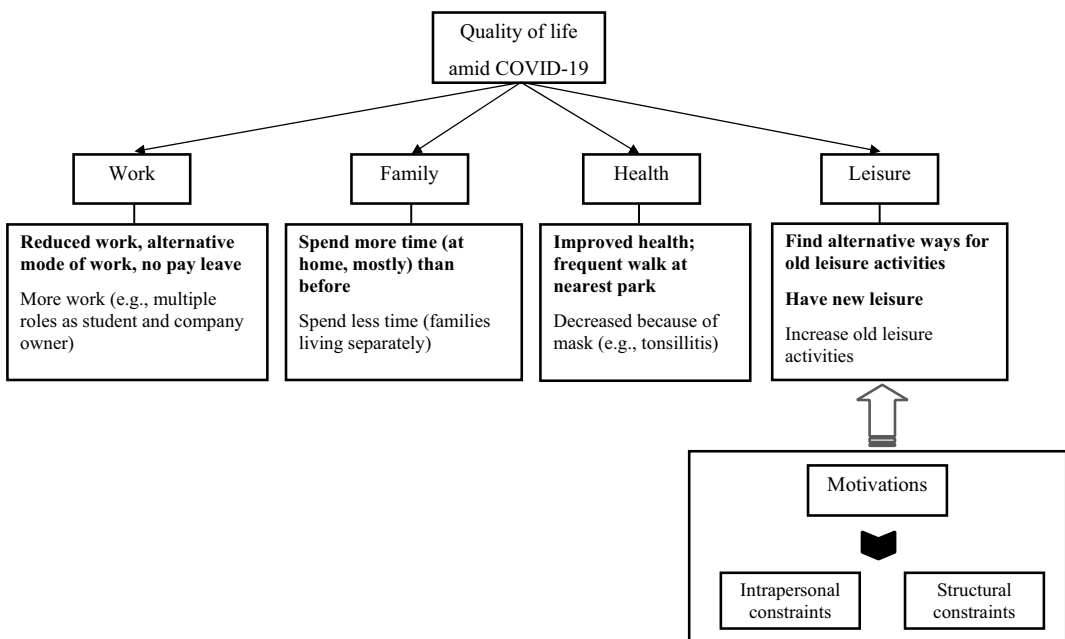 Quality of life
amid COVID-19
Work
Family
Health
Leisure
Reduced work, alternative
mode of work, no pay leave
More work (e.g., multiple
roles as student and company
owner)
Spend more time (at
home, mostly) than
before
Spend less time (families
living separately)
Improved health;
frequent walk at
nearest park
Decreased because of
mask (e.g., tonsillitis)
Find alternative ways for
old leisure activities
Have new leisure
Increase old leisure
activities
Motivations
Intrapersonal
constraints
Structural
constraints